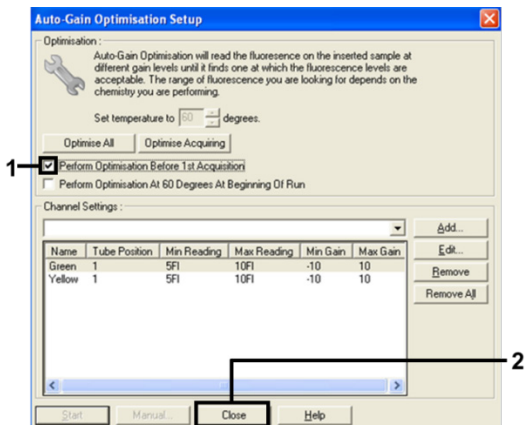 Auto-Gain Optimisation Setup
Optimisation :
Auto-Gain Optimisation will read the fluoresence on the inserted sample at
different gain levels until it finds one at which the fluorescence levels are
acceptable. The range of fluorescence you are looking for depends on the
chemistry you are performing.
Set temperature to 60 degrees.
Optimise All Optimise Acquiring
1
Perform Optimisation Before 1st Acquisition
Perform Optimisation At 60 Degrees At Beginning Of Run
Channel Settings :
Add...
Name Tube Position Min Reading Max Reading Min Gain Max Gain
Edit...
Green 1 5Fl 10Fl -10 10
Yellow 1 5Fl 10Fl -10 10
Remove
Remove All
2
Start Manual... Close Help